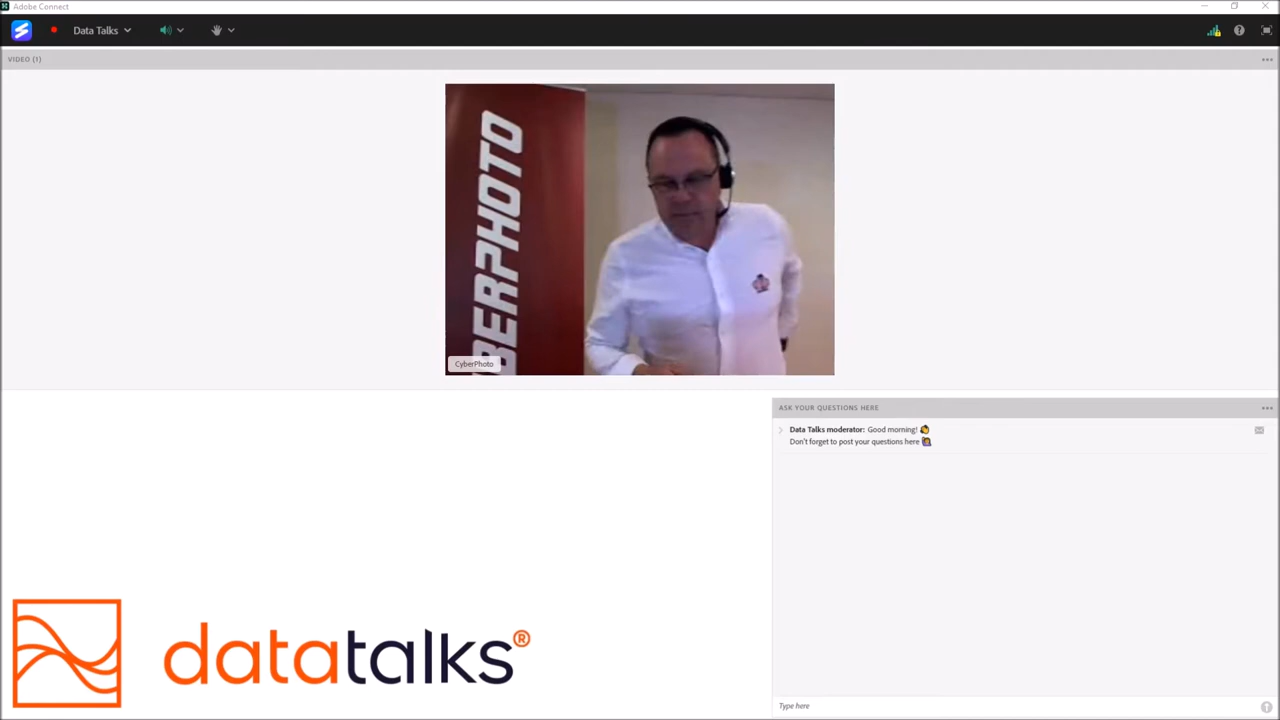 Adobe Connect
Data Talks
VIDEO (1)
CYBERPHOTO
CyberPhoto
ASK YOUR QUESTIONS HERE
Data Talks moderator: Good morning!
Don't forget to post your questions here
datatalks®
Type here